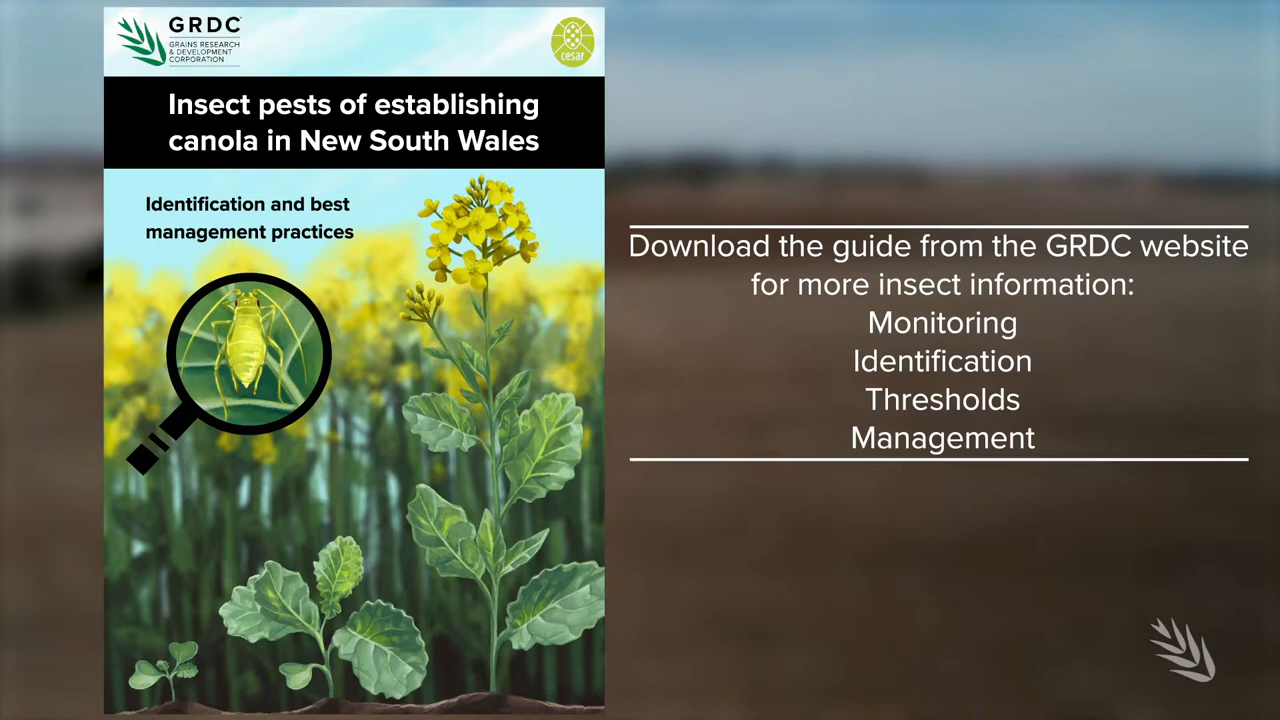 GRDC
GRAINS RESEARCH
& DEVELOPMENT
CORPORATION
cesar
Insect pests of establishing
canola in New South Wales
Identification and best
management practices
Download the guide from the GRDC website
for more insect information:
Monitoring
Identification
Thresholds
Management